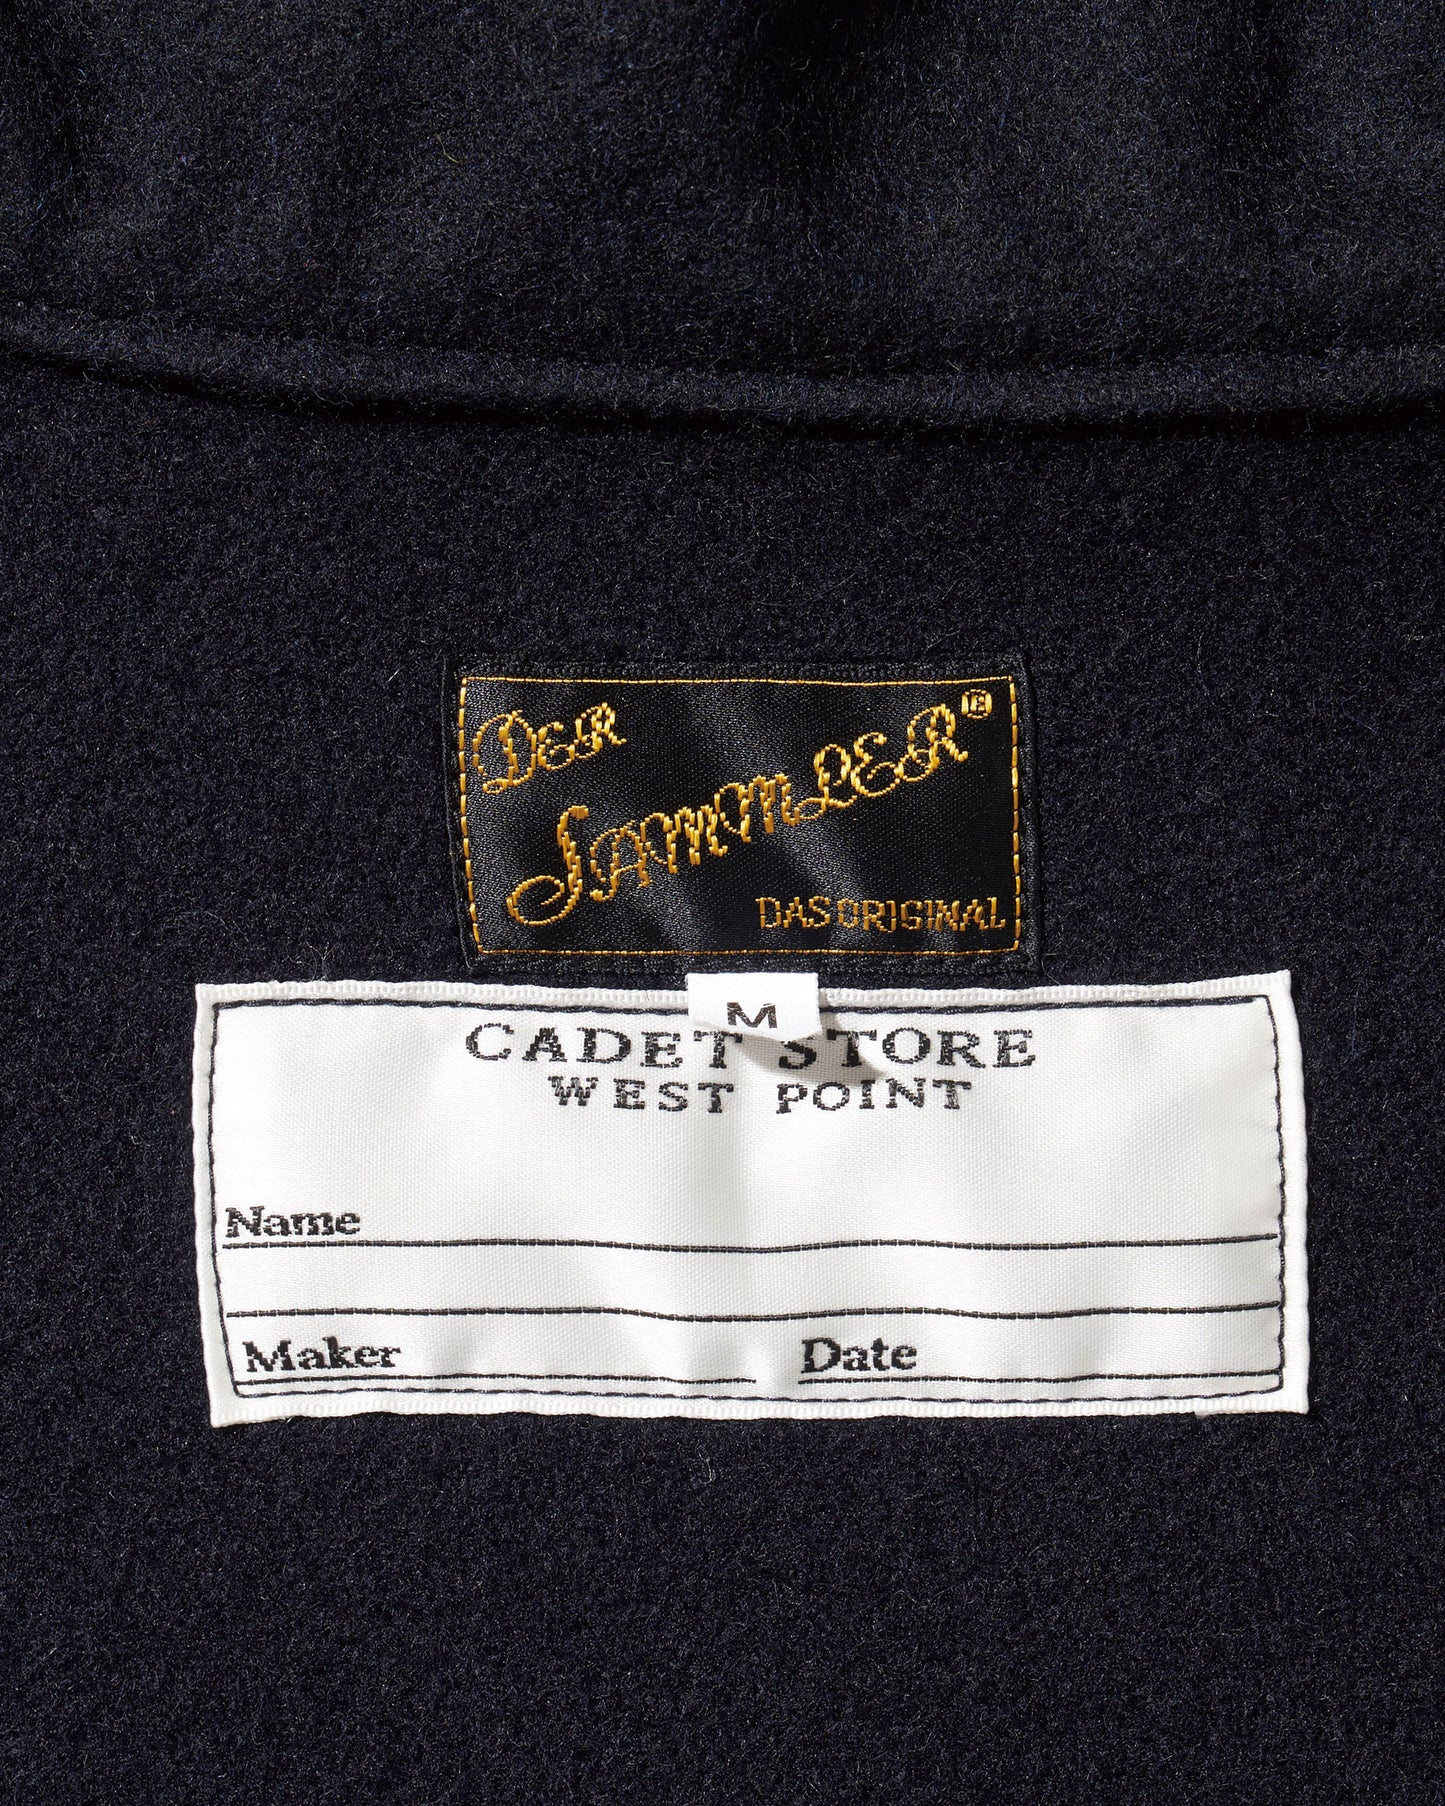 DER
SAMMLER®
DAS ORIGINAL
M
CADET STORE
WEST POINT
Name
Maker Date